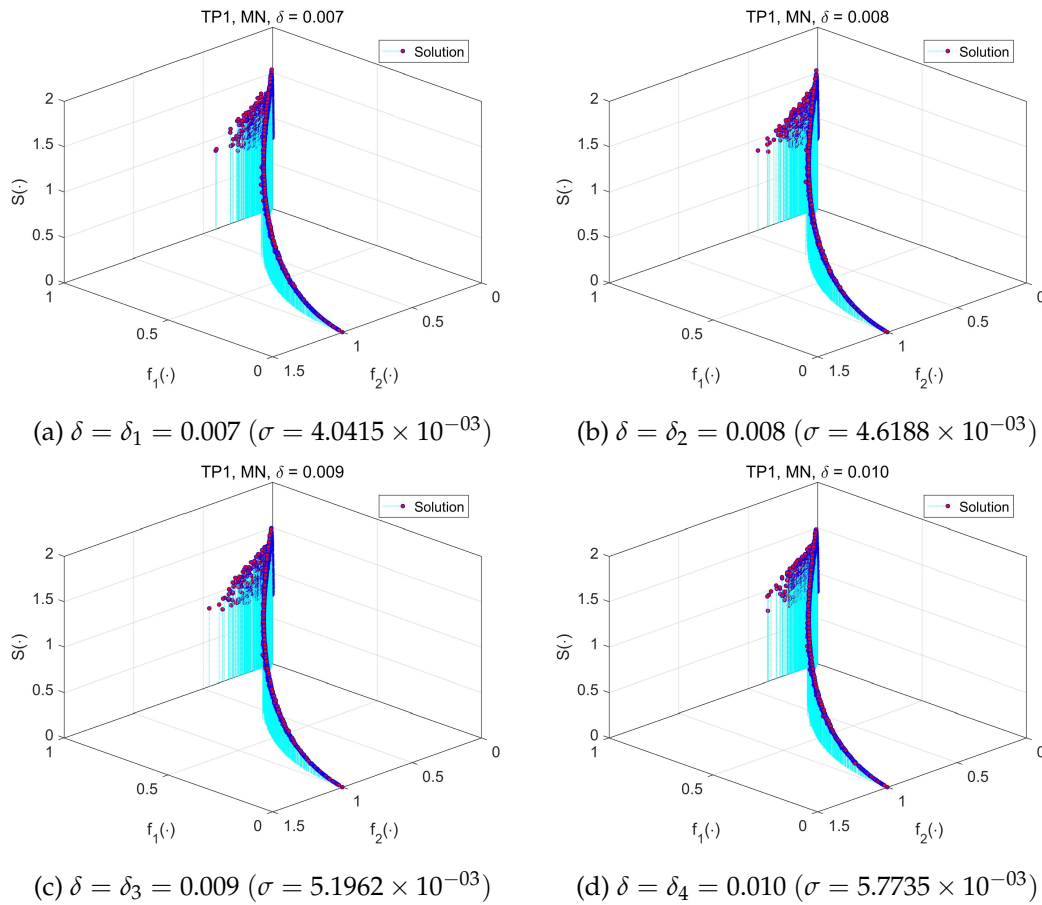 TP1, MN, δ = 0.007
Solution
S(·)
2
1.5
1
0.5
0
1
0.5
0
f₁(·)
1.5
1
0.5
0
f₂(·)
(a) δ = δ₁ = 0.007 (σ = 4.0415 × 10⁻⁰³)
TP1, MN, δ = 0.008
Solution
S(·)
2
1.5
1
0.5
0
1
0.5
0
f₁(·)
1.5
1
0.5
0
f₂(·)
(b) δ = δ₂ = 0.008 (σ = 4.6188 × 10⁻⁰³)
TP1, MN, δ = 0.009
Solution
S(·)
2
1.5
1
0.5
0
1
0.5
0
f₁(·)
1.5
1
0.5
0
f₂(·)
(c) δ = δ₃ = 0.009 (σ = 5.1962 × 10⁻⁰³)
TP1, MN, δ = 0.010
Solution
S(·)
2
1.5
1
0.5
0
1
0.5
0
f₁(·)
1.5
1
0.5
0
f₂(·)
(d) δ = δ₄ = 0.010 (σ = 5.7735 × 10⁻⁰³)